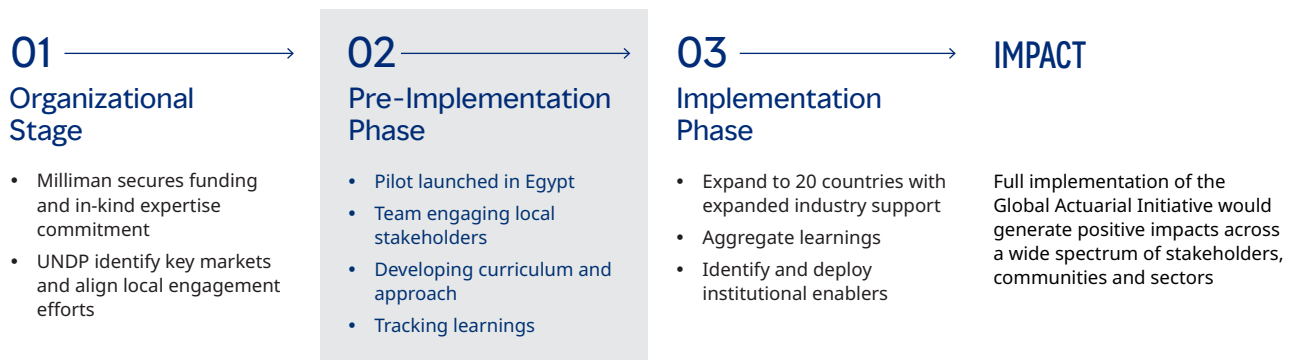 01
Organizational
Stage
• Milliman secures funding
and in-kind expertise
commitment
• UNDP identify key markets
and align local engagement
efforts
02
Pre-Implementation
Phase
• Pilot launched in Egypt
• Team engaging local
stakeholders
• Developing curriculum and
approach
• Tracking learnings
03
Implementation
Phase
• Expand to 20 countries with
expanded industry support
• Aggregate learnings
• Identify and deploy
institutional enablers
IMPACT
Full implementation of the
Global Actuarial Initiative would
generate positive impacts across
a wide spectrum of stakeholders,
communities and sectors